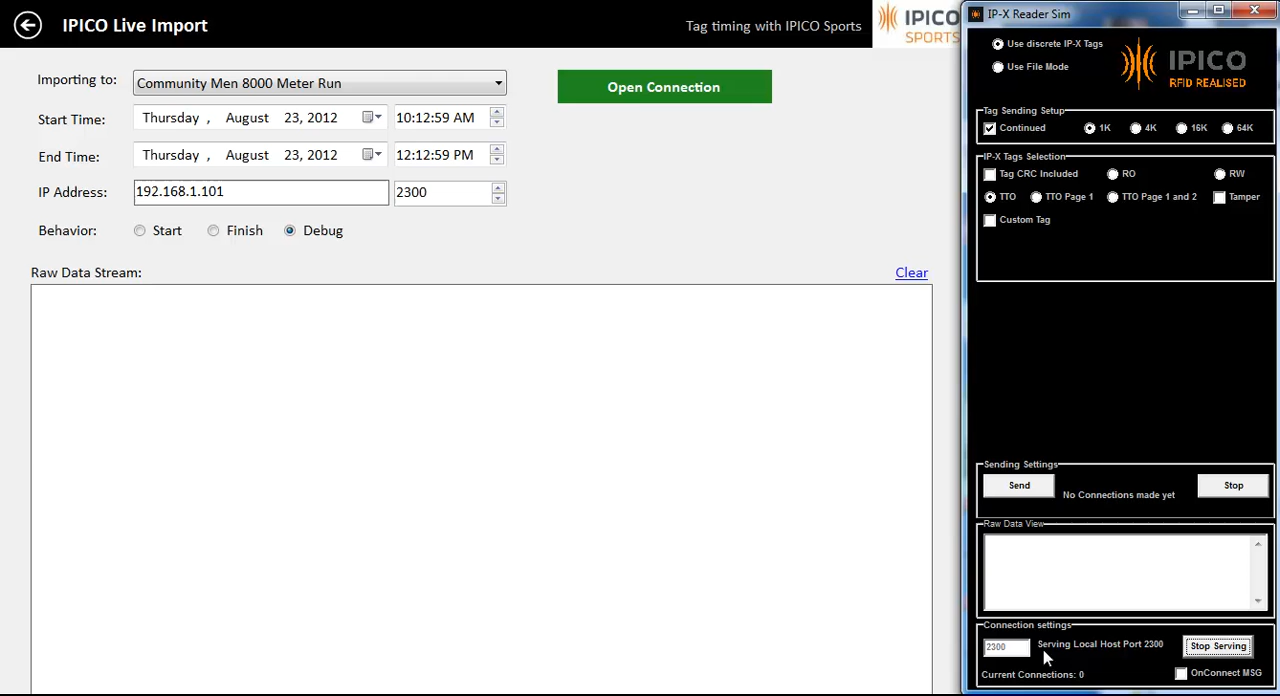 IPICO Live Import
Tag timing with IPICO Sports
IPICO
SPORTS
Importing to:
Community Men 8000 Meter Run
Open Connection
Start Time:
Thursday , August 23, 2012
10:12:59 AM
End Time:
Thursday , August 23, 2012
12:12:59 PM
IP Address:
192.168.1.101
2300
Behavior:
Start
Finish
Debug
Raw Data Stream:
Clear
IP-X Reader Sim
Use discrete IP-X Tags
Use File Mode
IPICO
RFID REALISED
Tag Sending Setup
Continued
1K
4K
16K
64K
IP-X Tags Selection
Tag CRC Included
RO
RW
TTO
TTO Page 1
TTO Page 1 and 2
Tamper
Custom Tag
Sending Settings
Send
No Connections made yet
Stop
Raw Data View
Connection settings
2300
Serving Local Host Port 2300
Stop Serving
Current Connections: 0
OnConnect MSG